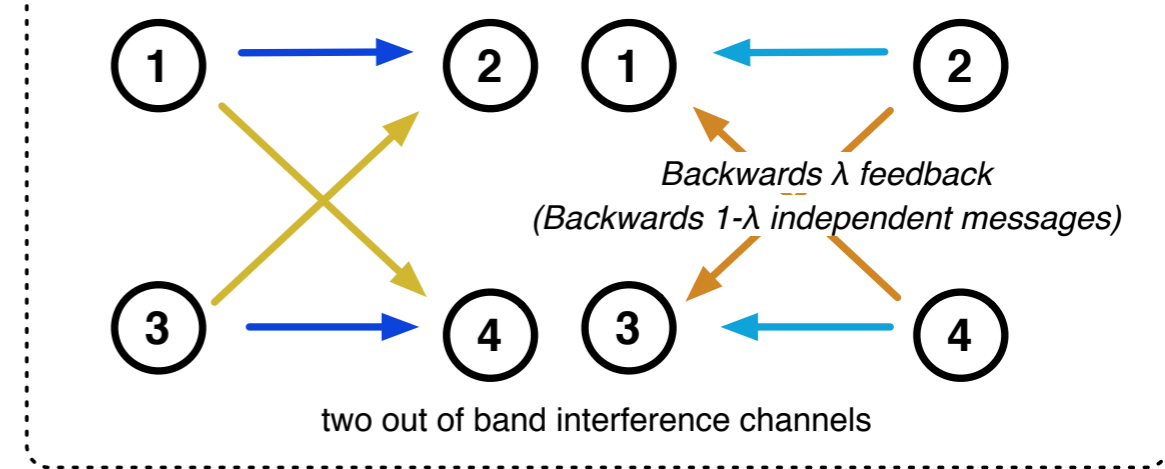 1 2 1 2
Backwards λ feedback
(Backwards 1-λ independent messages)
3 4 3 4
two out of band interference channels